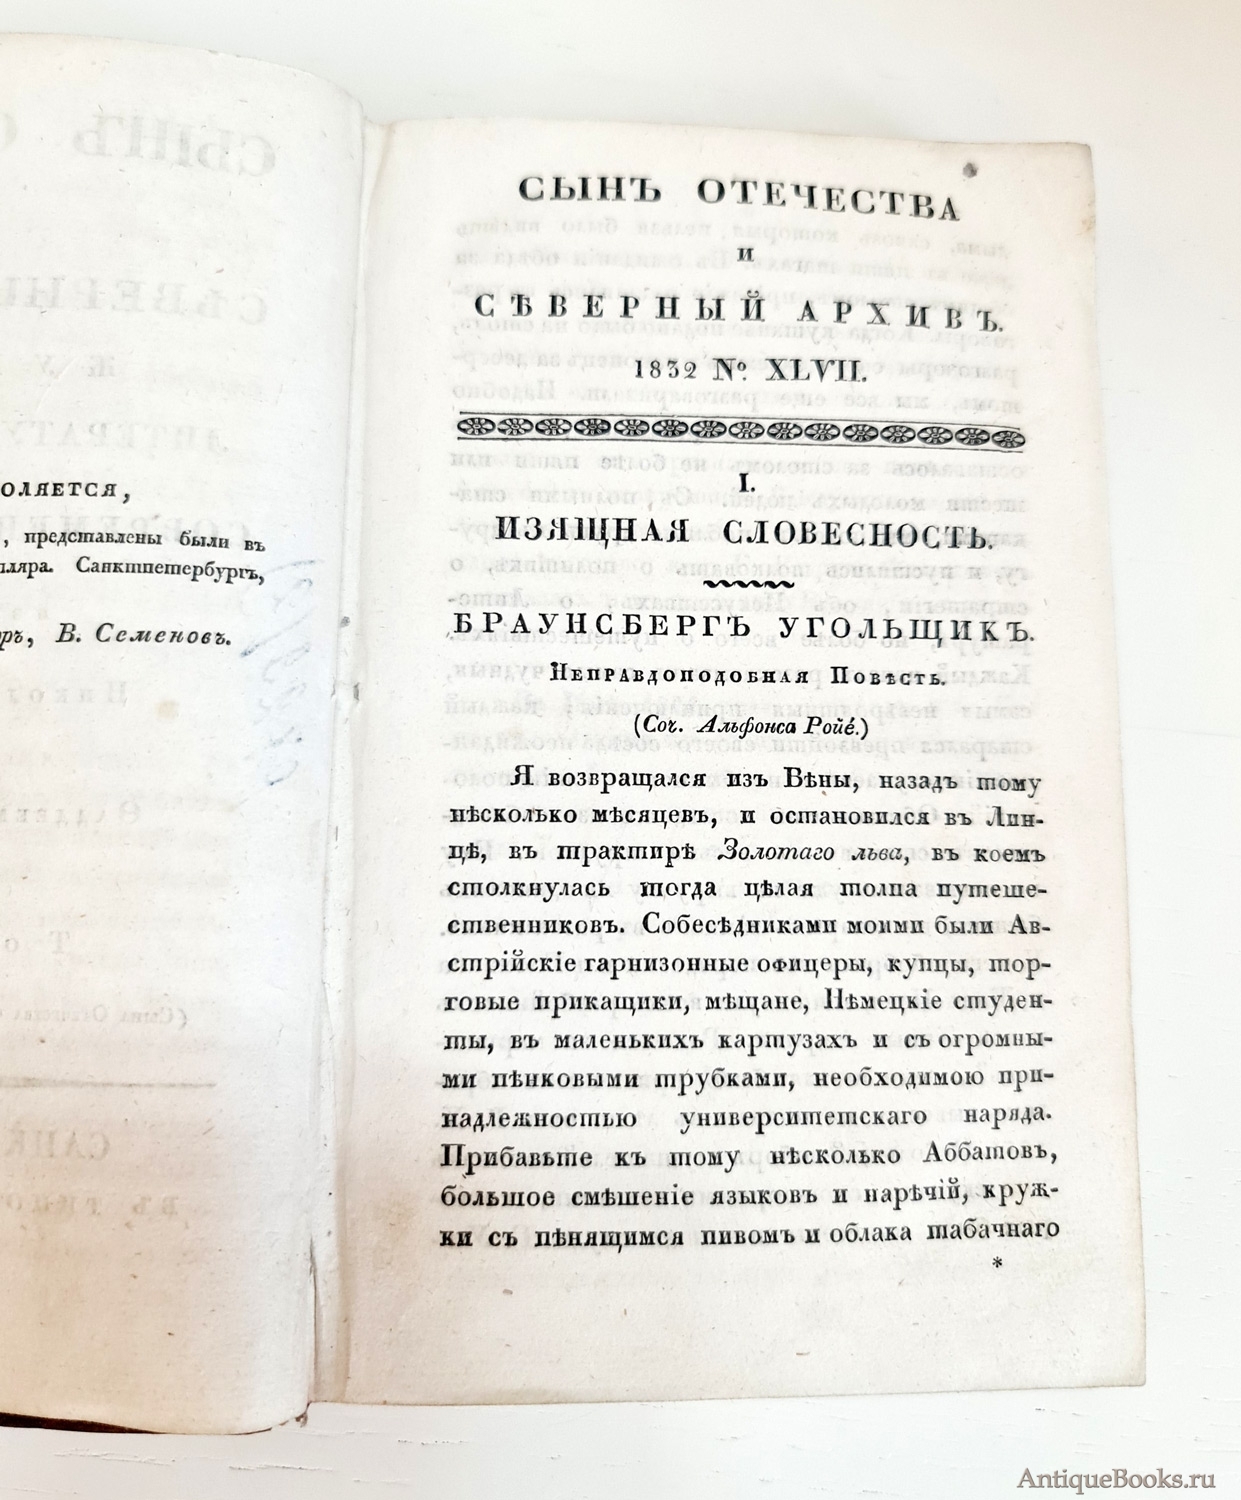 ОЛЯЕТСЯ,
, представлены были въ
ляра. Санктпетербургъ,
ръ, В. Семеновъ.
СЫНЪ ОТЕЧЕСТВА
И
СѢВЕРНЫЙ АРХИВЪ.
1832 № XLVII.
I.
ИЗЯЩНАЯ СЛОВЕСНОСТЬ.
БРАУНСБЕРГЪ УГОЛЬЩИКЪ.
Неправдоподобная Повѣсть.
(Соч. Альфонса Ройé.)
Я возвращался изъ Вѣны, назадъ тому
нѣсколько мѣсяцевъ, и остановился въ Лин-
цѣ, въ трактирѣ Золотаго льва, въ коемъ
столкнулась тогда цѣлая толпа путеше-
ственниковъ. Собесѣдниками моими были Ав-
стрійскіе гарнизонные офицеры, купцы, тор-
говые прикащики, мѣщане, Нѣмецкіе студен-
ты, въ маленькихъ картузахъ и съ огромны-
ми пѣнковыми трубками, необходимою при-
надлежностью университетскаго наряда.
Прибавьте къ тому нѣсколько Аббатовъ,
большое смѣшеніе языковъ и нарѣчій, круж-
ки съ пѣнящимся пивомъ и облака табачнаго
*
AntiqueBooks.ru